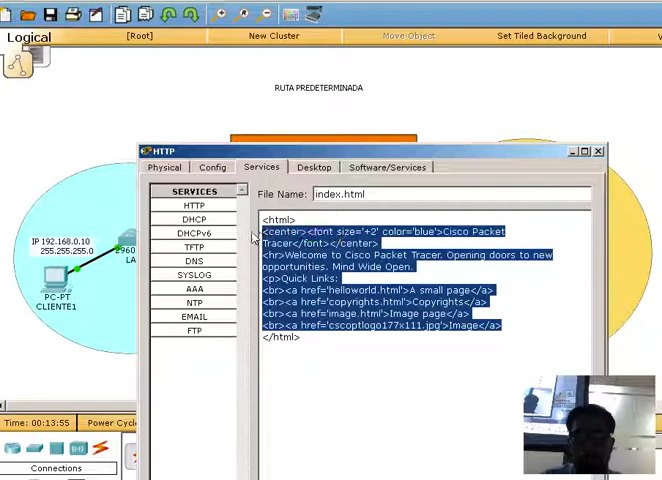 Logical
[Root]
New Cluster
Move Object
Set Tiled Background
RUTA PREDETERMINADA
HTTP
Physical
Config
Services
Desktop
Software/Services
SERVICES
HTTP
DHCP
DHCPv6
TFTP
DNS
SYSLOG
AAA
NTP
EMAIL
FTP
File Name: index.html
<html>
<center><font size='+2' color='blue'>Cisco Packet
Tracer</font></center>
<hr>Welcome to Cisco Packet Tracer. Opening doors to new
opportunities. Mind Wide Open.
<p>Quick Links:
<br><a href='helloworld.html'>A small page</a>
<br><a href='copyrights.html'>Copyrights</a>
<br><a href='image.html'>Image page</a>
<br><a href='cscoptlogo177x111.jpg'>Image</a>
</html>
IP 192.168.0.10
255.255.255.0
2960
LA
PC-PT
CLIENTE1
Time: 00:13:55
Power Cyc
Connections